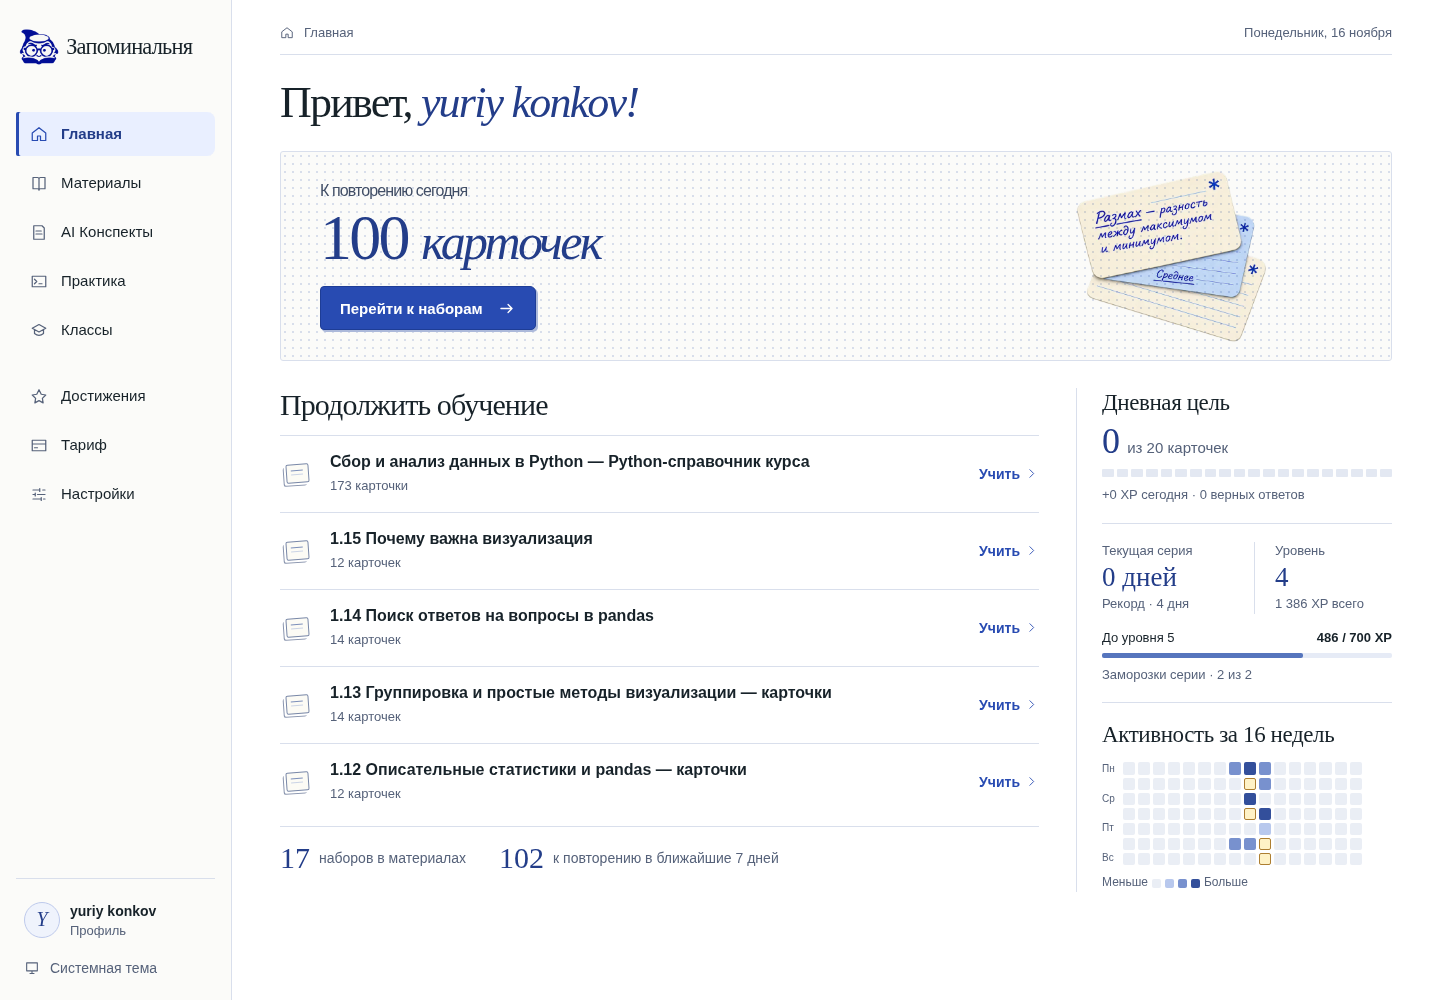 Запоминальня
Главная
Материалы
AI Конспекты
Практика
Классы
Достижения
Тариф
Настройки
Y
yuriy konkov
Профиль
Системная тема
Главная
Понедельник, 16 ноября
Привет, yuriy konkov!
К повторению сегодня
100 карточек
Перейти к наборам
Размах — разность
между максимумом
и минимумом.
Среднее
Продолжить обучение
Сбор и анализ данных в Python — Python-справочник курса
173 карточки
Учить
1.15 Почему важна визуализация
12 карточек
Учить
1.14 Поиск ответов на вопросы в pandas
14 карточек
Учить
1.13 Группировка и простые методы визуализации — карточки
14 карточек
Учить
1.12 Описательные статистики и pandas — карточки
12 карточек
Учить
17 наборов в материалах
102 к повторению в ближайшие 7 дней
Дневная цель
0 из 20 карточек
+0 XP сегодня · 0 верных ответов
Текущая серия
0 дней
Рекорд · 4 дня
Уровень
4
1 386 XP всего
До уровня 5
486 / 700 XP
Заморозки серии · 2 из 2
Активность за 16 недель
Пн
Ср
Пт
Вс
Меньше
Больше